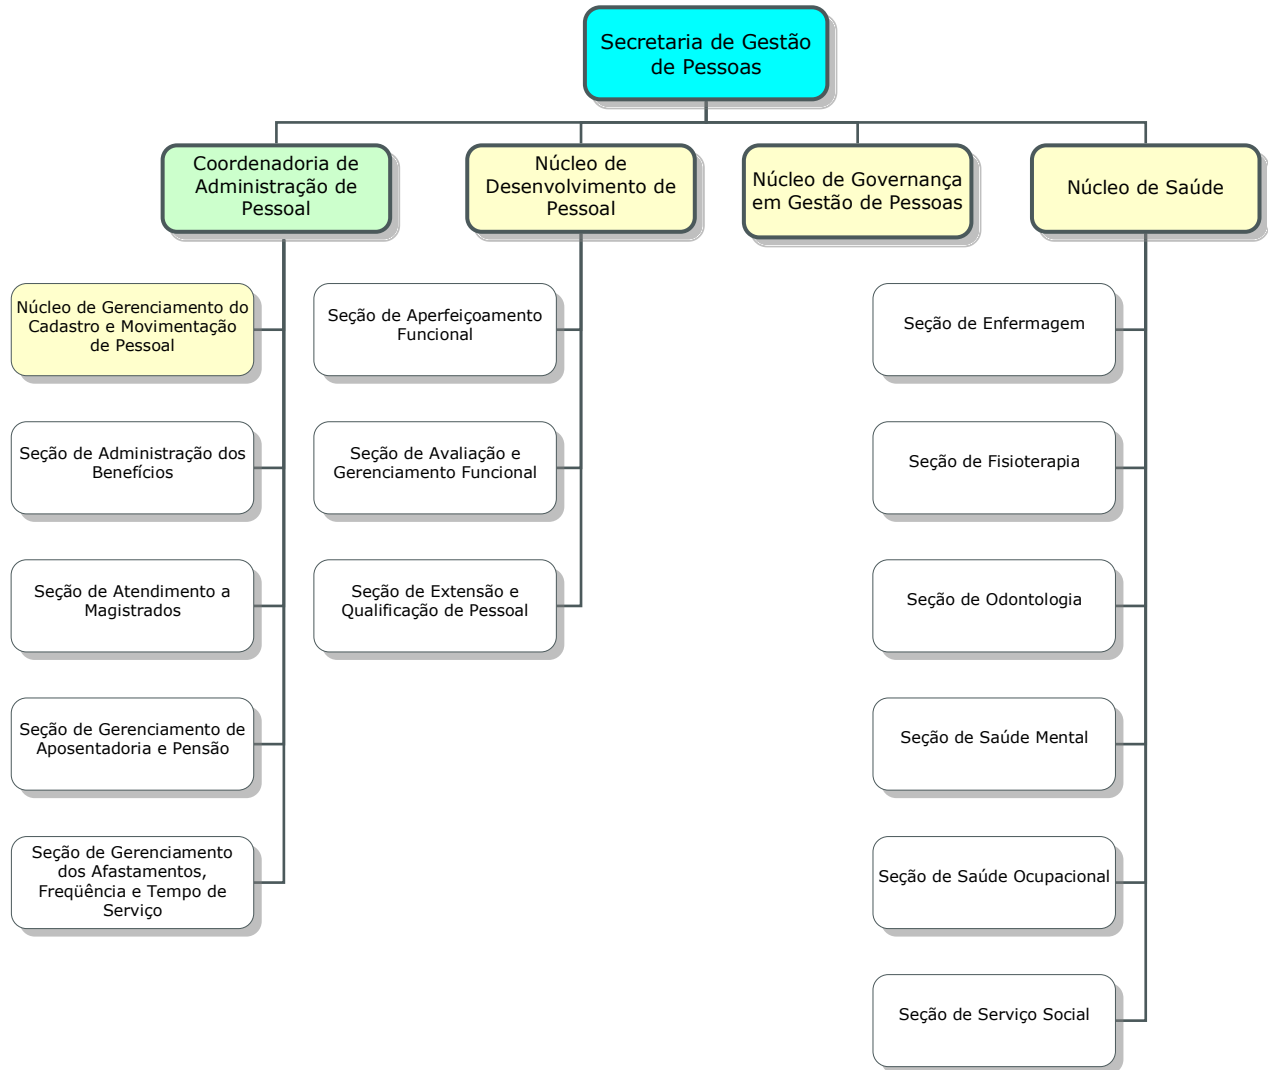 Secretaria de Gestão
de Pessoas
Coordenadoria de
Administração de
Pessoal
Núcleo de
Desenvolvimento de
Pessoal
Núcleo de Governança
em Gestão de Pessoas
Núcleo de Saúde
Núcleo de Gerenciamento do
Cadastro e Movimentação
de Pessoal
Seção de Administração dos
Benefícios
Seção de Atendimento a
Magistrados
Seção de Gerenciamento de
Aposentadoria e Pensão
Seção de Gerenciamento
dos Afastamentos,
Freqüência e Tempo de
Serviço
Seção de Aperfeiçoamento
Funcional
Seção de Avaliação e
Gerenciamento Funcional
Seção de Extensão e
Qualificação de Pessoal
Seção de Enfermagem
Seção de Fisioterapia
Seção de Odontologia
Seção de Saúde Mental
Seção de Saúde Ocupacional
Seção de Serviço Social